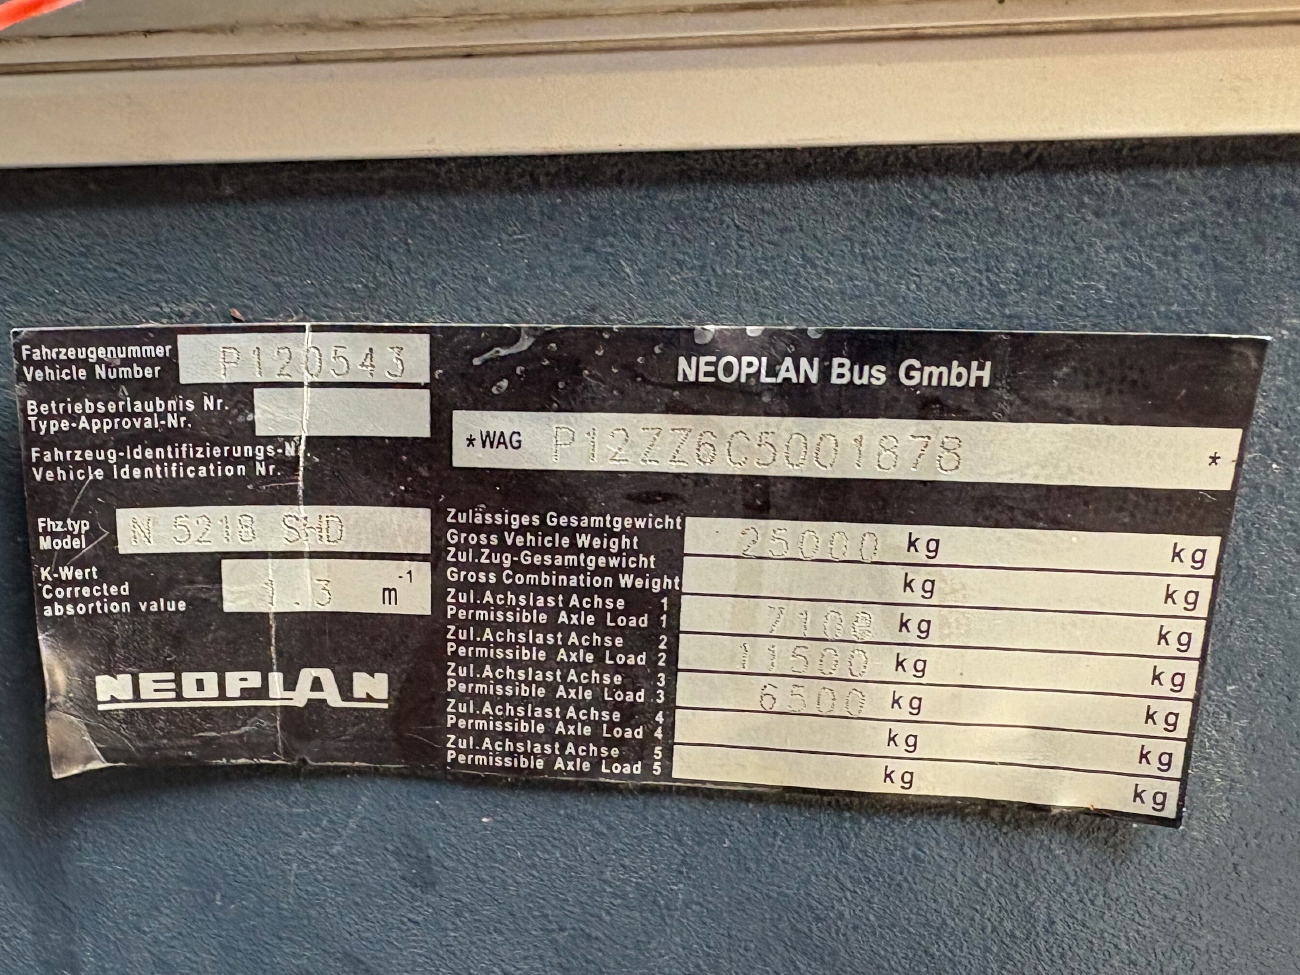 Fahrzeugenummer
Vehicle Number P120543
Betriebserlaubnis Nr.
Type-Approval-Nr.
Fahrzeug-Identifizierungs-Nr.
Vehicle Identification Nr.
Fhz.typ
Model N 5218 SHD
K-Wert
Corrected
absortion value 1.3 m-1
NEOPLAN
NEOPLAN Bus GmbH
*WAG P12ZZ6C5001878 *
Zulässiges Gesamtgewicht
Gross Vehicle Weight 25000 kg kg
Zul.Zug-Gesamtgewicht
Gross Combination Weight kg kg
Zul.Achslast Achse 1
Permissible Axle Load 1 7100 kg kg
Zul.Achslast Achse 2
Permissible Axle Load 2 11500 kg kg
Zul.Achslast Achse 3
Permissible Axle Load 3 6500 kg kg
Zul.Achslast Achse 4
Permissible Axle Load 4 kg kg
Zul.Achslast Achse 5
Permissible Axle Load 5 kg kg